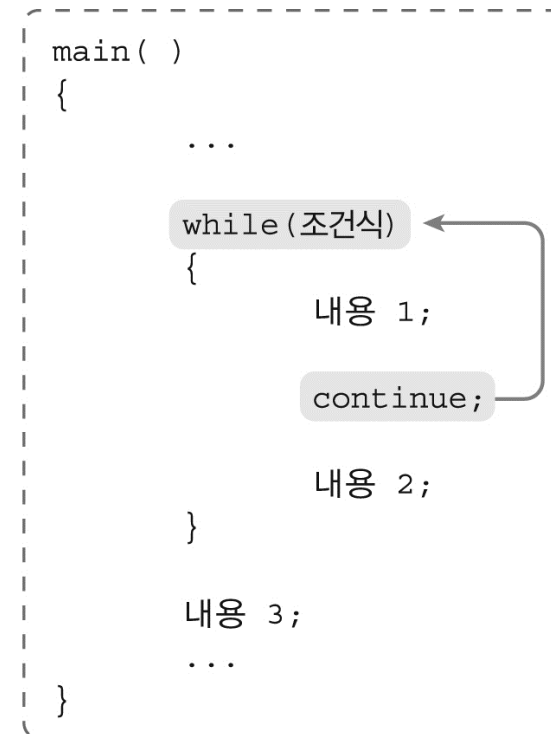 main( )
{
...
while(조건식)
{
내용 1;
continue;
내용 2;
}
내용 3;
...
}